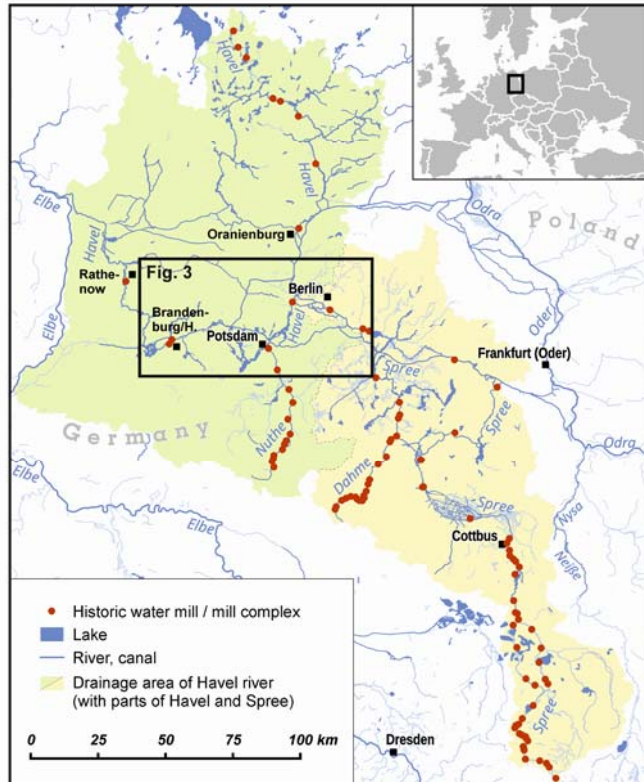 Havel
Havel
Elbe
Odra
Poland
Oranienburg
Havel
Rathe-
now
Fig. 3
Berlin
Oder
Branden-
burg/H.
Havel
Potsdam
Elbe
Frankfurt (Oder)
Spree
Spree
Germany
Nuthe
Odra
Dahme
Elbe
Elbe
Spree
Nysa
Cottbus
Neiße
Historic water mill / mill complex
Lake
River, canal
Drainage area of Havel river
(with parts of Havel and Spree)
Spree
Dresden
0 25 50 75 100 km